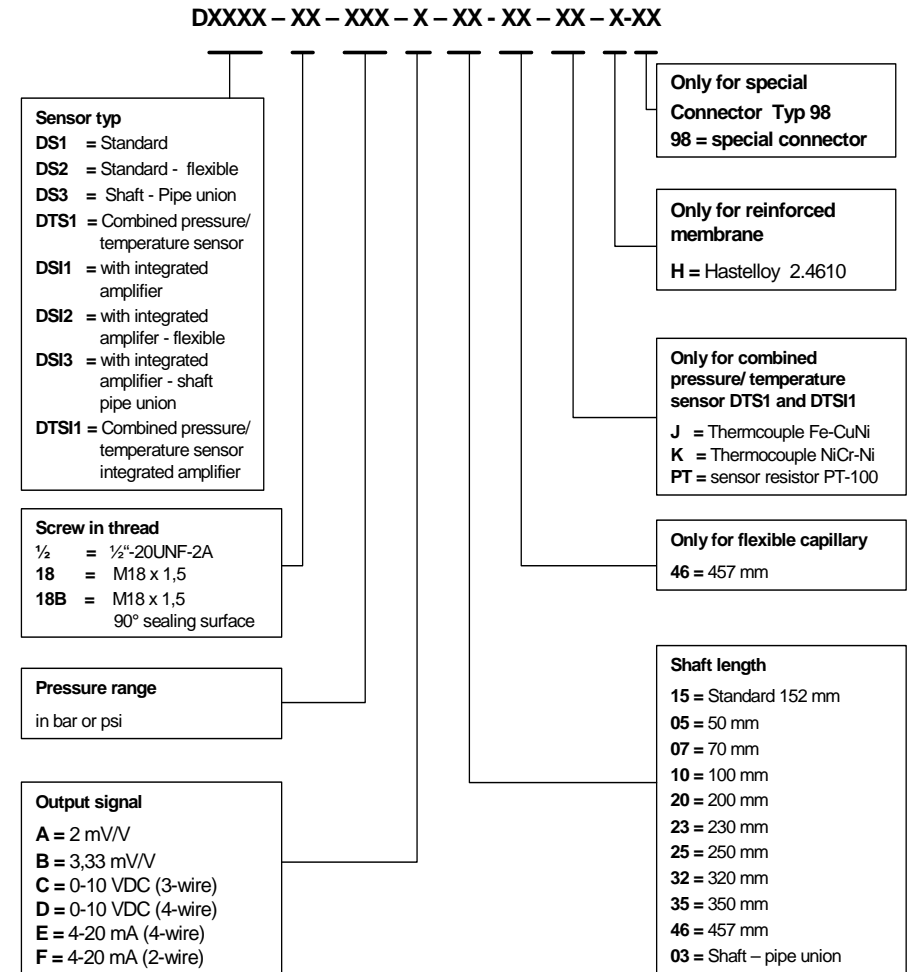 DXXXX – XX – XXX – X – XX - XX – XX – X-XX
Sensor typ
DS1 = Standard
DS2 = Standard - flexible
DS3 = Shaft - Pipe union
DTS1 = Combined pressure/
temperature sensor
DSI1 = with integrated
amplifier
DSI2 = with integrated
amplifer - flexible
DSI3 = with integrated
amplifier - shaft
pipe union
DTSI1 = Combined pressure/
temperature sensor
integrated amplifier
Screw in thread
½ = ½“-20UNF-2A
18 = M18 x 1,5
18B = M18 x 1,5
90° sealing surface
Pressure range
in bar or psi
Output signal
A = 2 mV/V
B = 3,33 mV/V
C = 0-10 VDC (3-wire)
D = 0-10 VDC (4-wire)
E = 4-20 mA (4-wire)
F = 4-20 mA (2-wire)
Only for special
Connector Typ 98
98 = special connector
Only for reinforced
membrane
H = Hastelloy 2.4610
Only for combined
pressure/ temperature
sensor DTS1 and DTSI1
J = Thermcouple Fe-CuNi
K = Thermocouple NiCr-Ni
PT = sensor resistor PT-100
Only for flexible capillary
46 = 457 mm
Shaft length
15 = Standard 152 mm
05 = 50 mm
07 = 70 mm
10 = 100 mm
20 = 200 mm
23 = 230 mm
25 = 250 mm
32 = 320 mm
35 = 350 mm
46 = 457 mm
03 = Shaft – pipe union